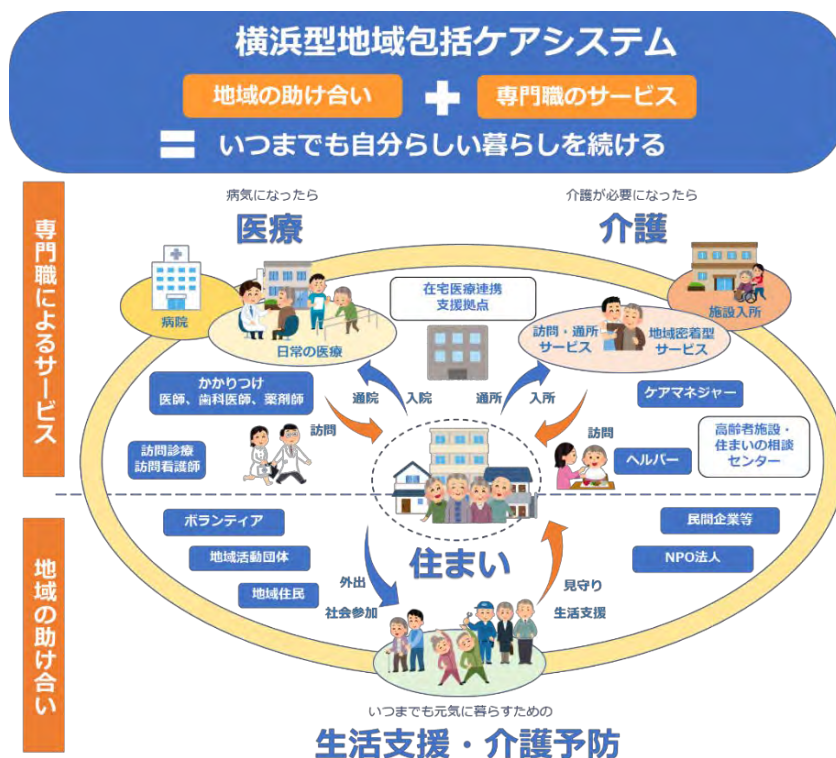 横浜型地域包括ケアシステム
地域の助け合い + 専門職のサービス
= いつまでも自分らしい暮らしを続ける
専門職によるサービス
病気になったら
医療
介護が必要になったら
介護
病院
日常の医療
在宅医療連携
支援拠点
訪問・通所
サービス
地域密着型
サービス
施設入所
かかりつけ
医師、歯科医師、薬剤師
通院
入院
通所
入所
ケアマネジャー
訪問診療
訪問看護師
訪問
訪問
ヘルパー
高齢者施設・
住まいの相談
センター
地域の助け合い
ボランティア
地域活動団体
地域住民
住まい
民間企業等
NPO法人
外出
社会参加
見守り
生活支援
いつまでも元気に暮らすための
生活支援・介護予防